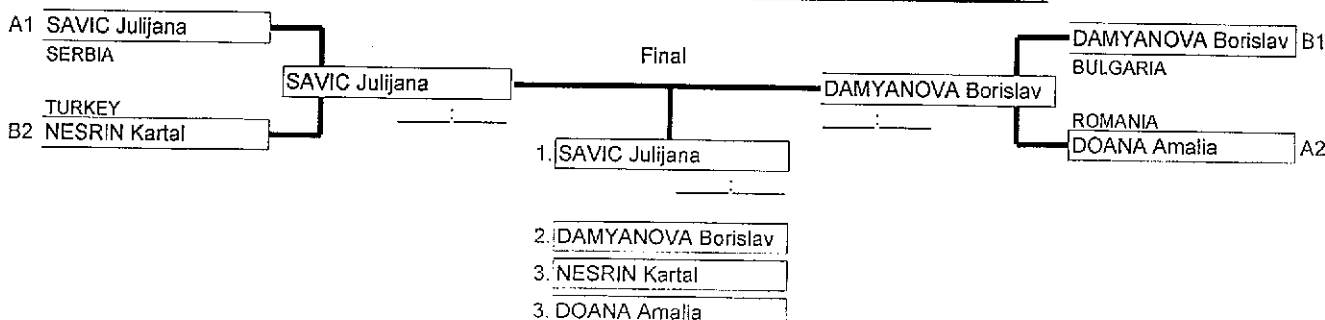 A1 SAVIC Julijana
SERBIA
TURKEY
B2 NESRIN Kartal
SAVIC Julijana
:
Final
DAMYANOVA Borislav
:
DAMYANOVA Borislav B1
BULGARIA
ROMANIA
DOANA Amalia A2
1. SAVIC Julijana
:
2. DAMYANOVA Borislav
3. NESRIN Kartal
3. DOANA Amalia